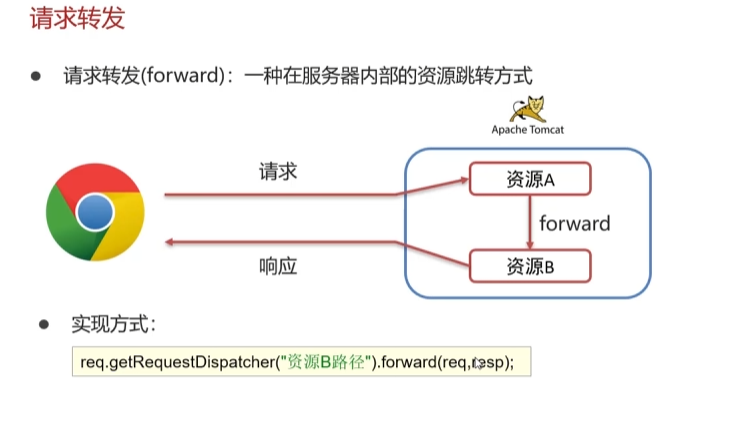 请求转发
● 请求转发(forward)：一种在服务器内部的资源跳转方式
Apache Tomcat
请求
资源A
forward
响应
资源B
● 实现方式：
req.getRequestDispatcher("资源B路径").forward(req,resp);